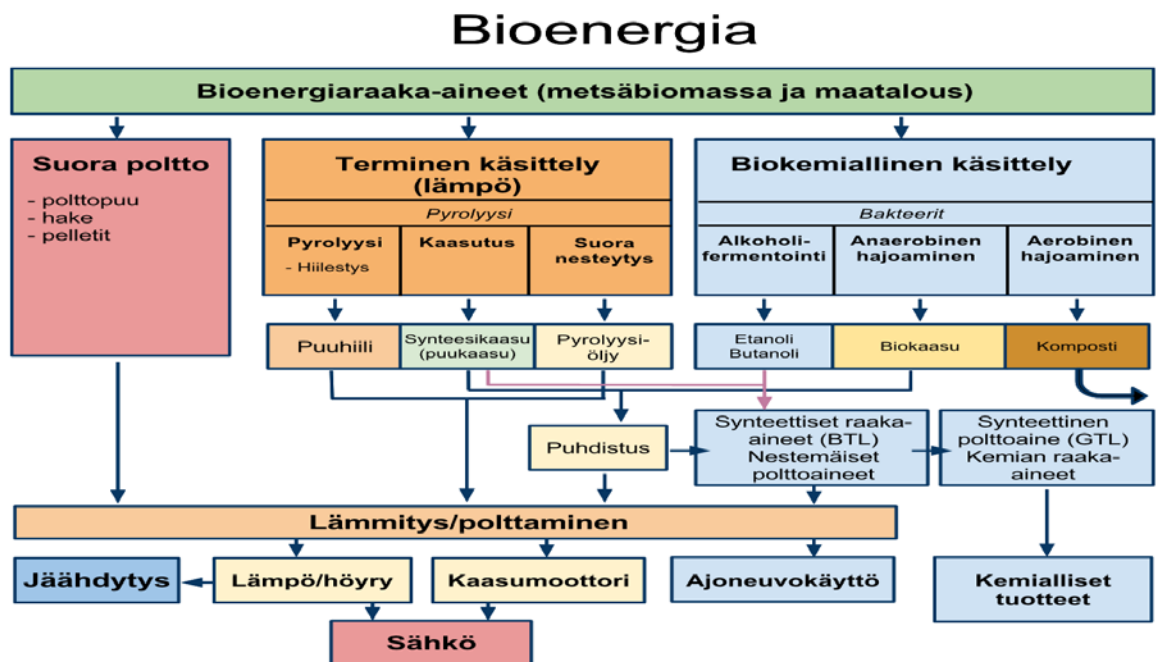 Bioenergia
Bioenergiaraaka-aineet (metsäbiomassa ja maatalous)
Suora poltto
- polttopuu
- hake
- pelletit
Terminen käsittely
(lämpö)
Pyrolyysi
Pyrolyysi
- Hiilestys
Kaasutus
Suora
nesteytys
Biokemiallinen käsittely
Bakteerit
Alkoholi-
fermentointi
Anaerobinen
hajoaminen
Aerobinen
hajoaminen
Puuhiili
Synteesikaasu
(puukaasu)
Pyrolyysi-
öljy
Etanoli
Butanoli
Biokaasu
Komposti
Puhdistus
Synteettiset raaka-
aineet (BTL)
Nestemäiset
polttoaineet
Synteettinen
polttoaine (GTL)
Kemian raaka-
aineet
Lämmitys/polttaminen
Jäähdytys
Lämpö/höyry
Kaasumoottori
Ajoneuvokäyttö
Kemialliset
tuotteet
Sähkö